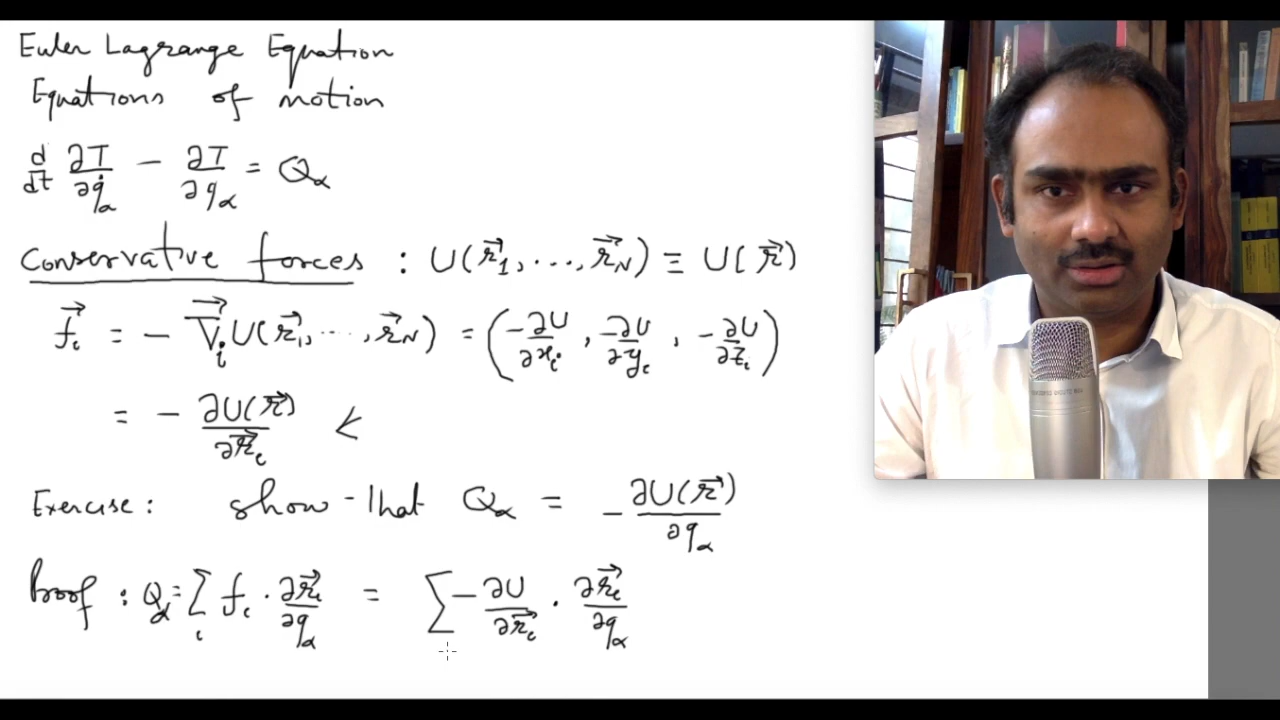 Euler Lagrange Equation
Equations of motion
d/dt ∂T/∂q̇_α − ∂T/∂q_α = Q_α
Conservative forces : U(r⃗_1, ..., r⃗_N) ≡ U(r⃗)
f⃗_i = − ∇⃗_i U(r⃗_1, ..., r⃗_N) = (−∂U/∂x_i, −∂U/∂y_i, −∂U/∂z_i)
= − ∂U(r⃗)/∂r⃗_i <
Exercise : show that Q_α = − ∂U(r⃗)/∂q_α
Proof : Q_α = Σ_i f_i · ∂r⃗_i/∂q_α = Σ − ∂U/∂r⃗_i · ∂r⃗_i/∂q_α